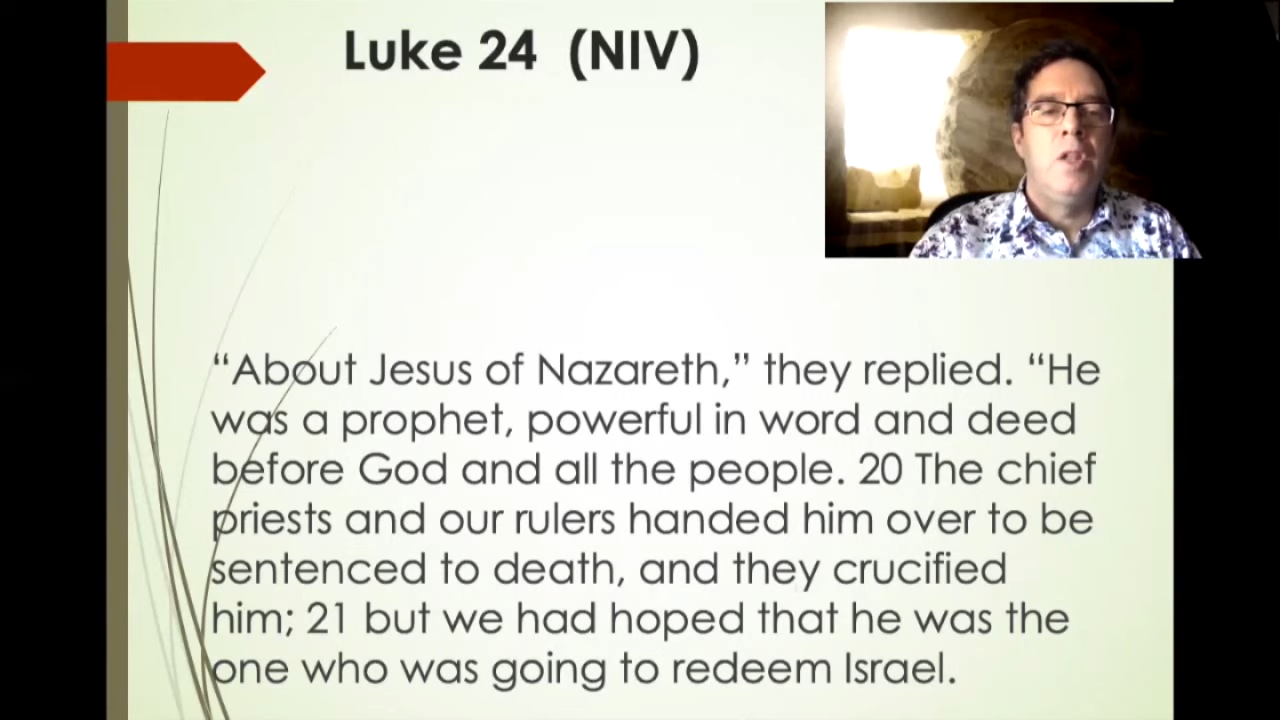 Luke 24 (NIV)
“About Jesus of Nazareth,” they replied. “He
was a prophet, powerful in word and deed
before God and all the people. 20 The chief
priests and our rulers handed him over to be
sentenced to death, and they crucified
him; 21 but we had hoped that he was the
one who was going to redeem Israel.